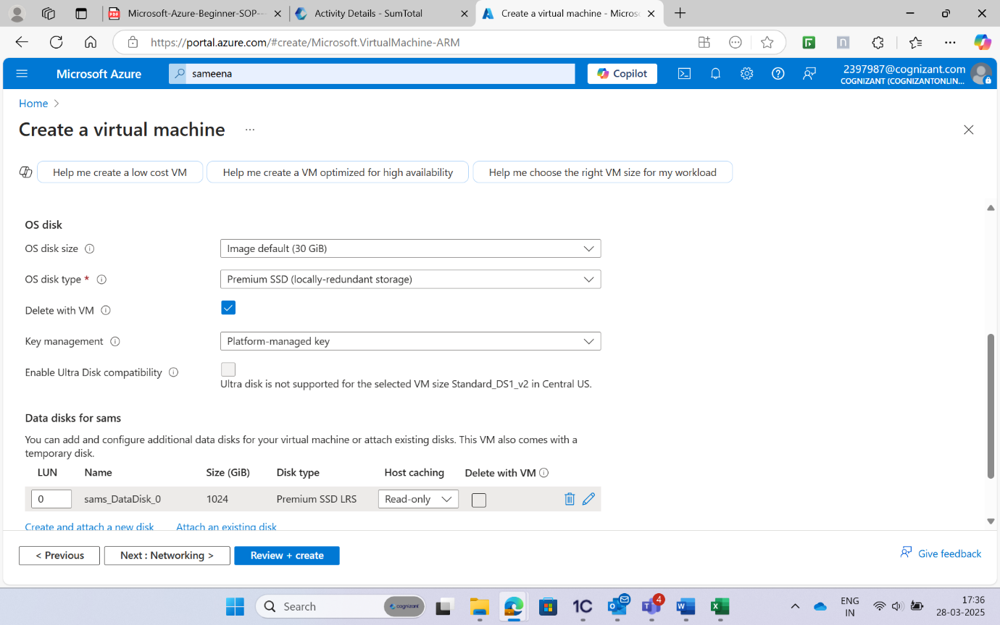 Microsoft-Azure-Beginner-SOP--
Activity Details - SumTotal
Create a virtual machine - Micros
https://portal.azure.com/#create/Microsoft.VirtualMachine-ARM
Microsoft Azure
sameena
Copilot
2397987@cognizant.com
COGNIZANT (COGNIZANTONLIN...
Home
Create a virtual machine
...
Help me create a low cost VM
Help me create a VM optimized for high availability
Help me choose the right VM size for my workload
OS disk
OS disk size
Image default (30 GiB)
OS disk type *
Premium SSD (locally-redundant storage)
Delete with VM
Key management
Platform-managed key
Enable Ultra Disk compatibility
Ultra disk is not supported for the selected VM size Standard_DS1_v2 in Central US.
Data disks for sams
You can add and configure additional data disks for your virtual machine or attach existing disks. This VM also comes with a
temporary disk.
LUN Name Size (GiB) Disk type Host caching Delete with VM
0 sams_DataDisk_0 1024 Premium SSD LRS Read-only
Create and attach a new disk Attach an existing disk
< Previous
Next : Networking >
Review + create
Give feedback
Search
cognizant
1C
4
ENG
IN
17:36
28-03-2025